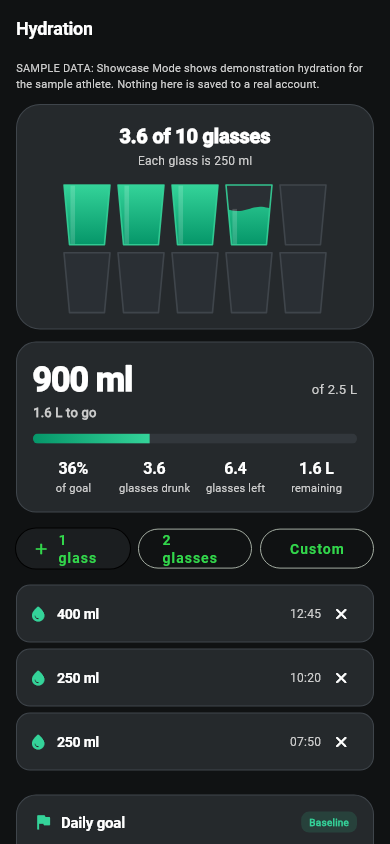 Hydration
SAMPLE DATA: Showcase Mode shows demonstration hydration for
the sample athlete. Nothing here is saved to a real account.
3.6 of 10 glasses
Each glass is 250 ml
900 ml
of 2.5 L
1.6 L to go
36% 3.6 6.4 1.6 L
of goal glasses drunk glasses left remaining
+ 1 glass
2 glasses
Custom
400 ml 12:45
250 ml 10:20
250 ml 07:50
Daily goal Baseline